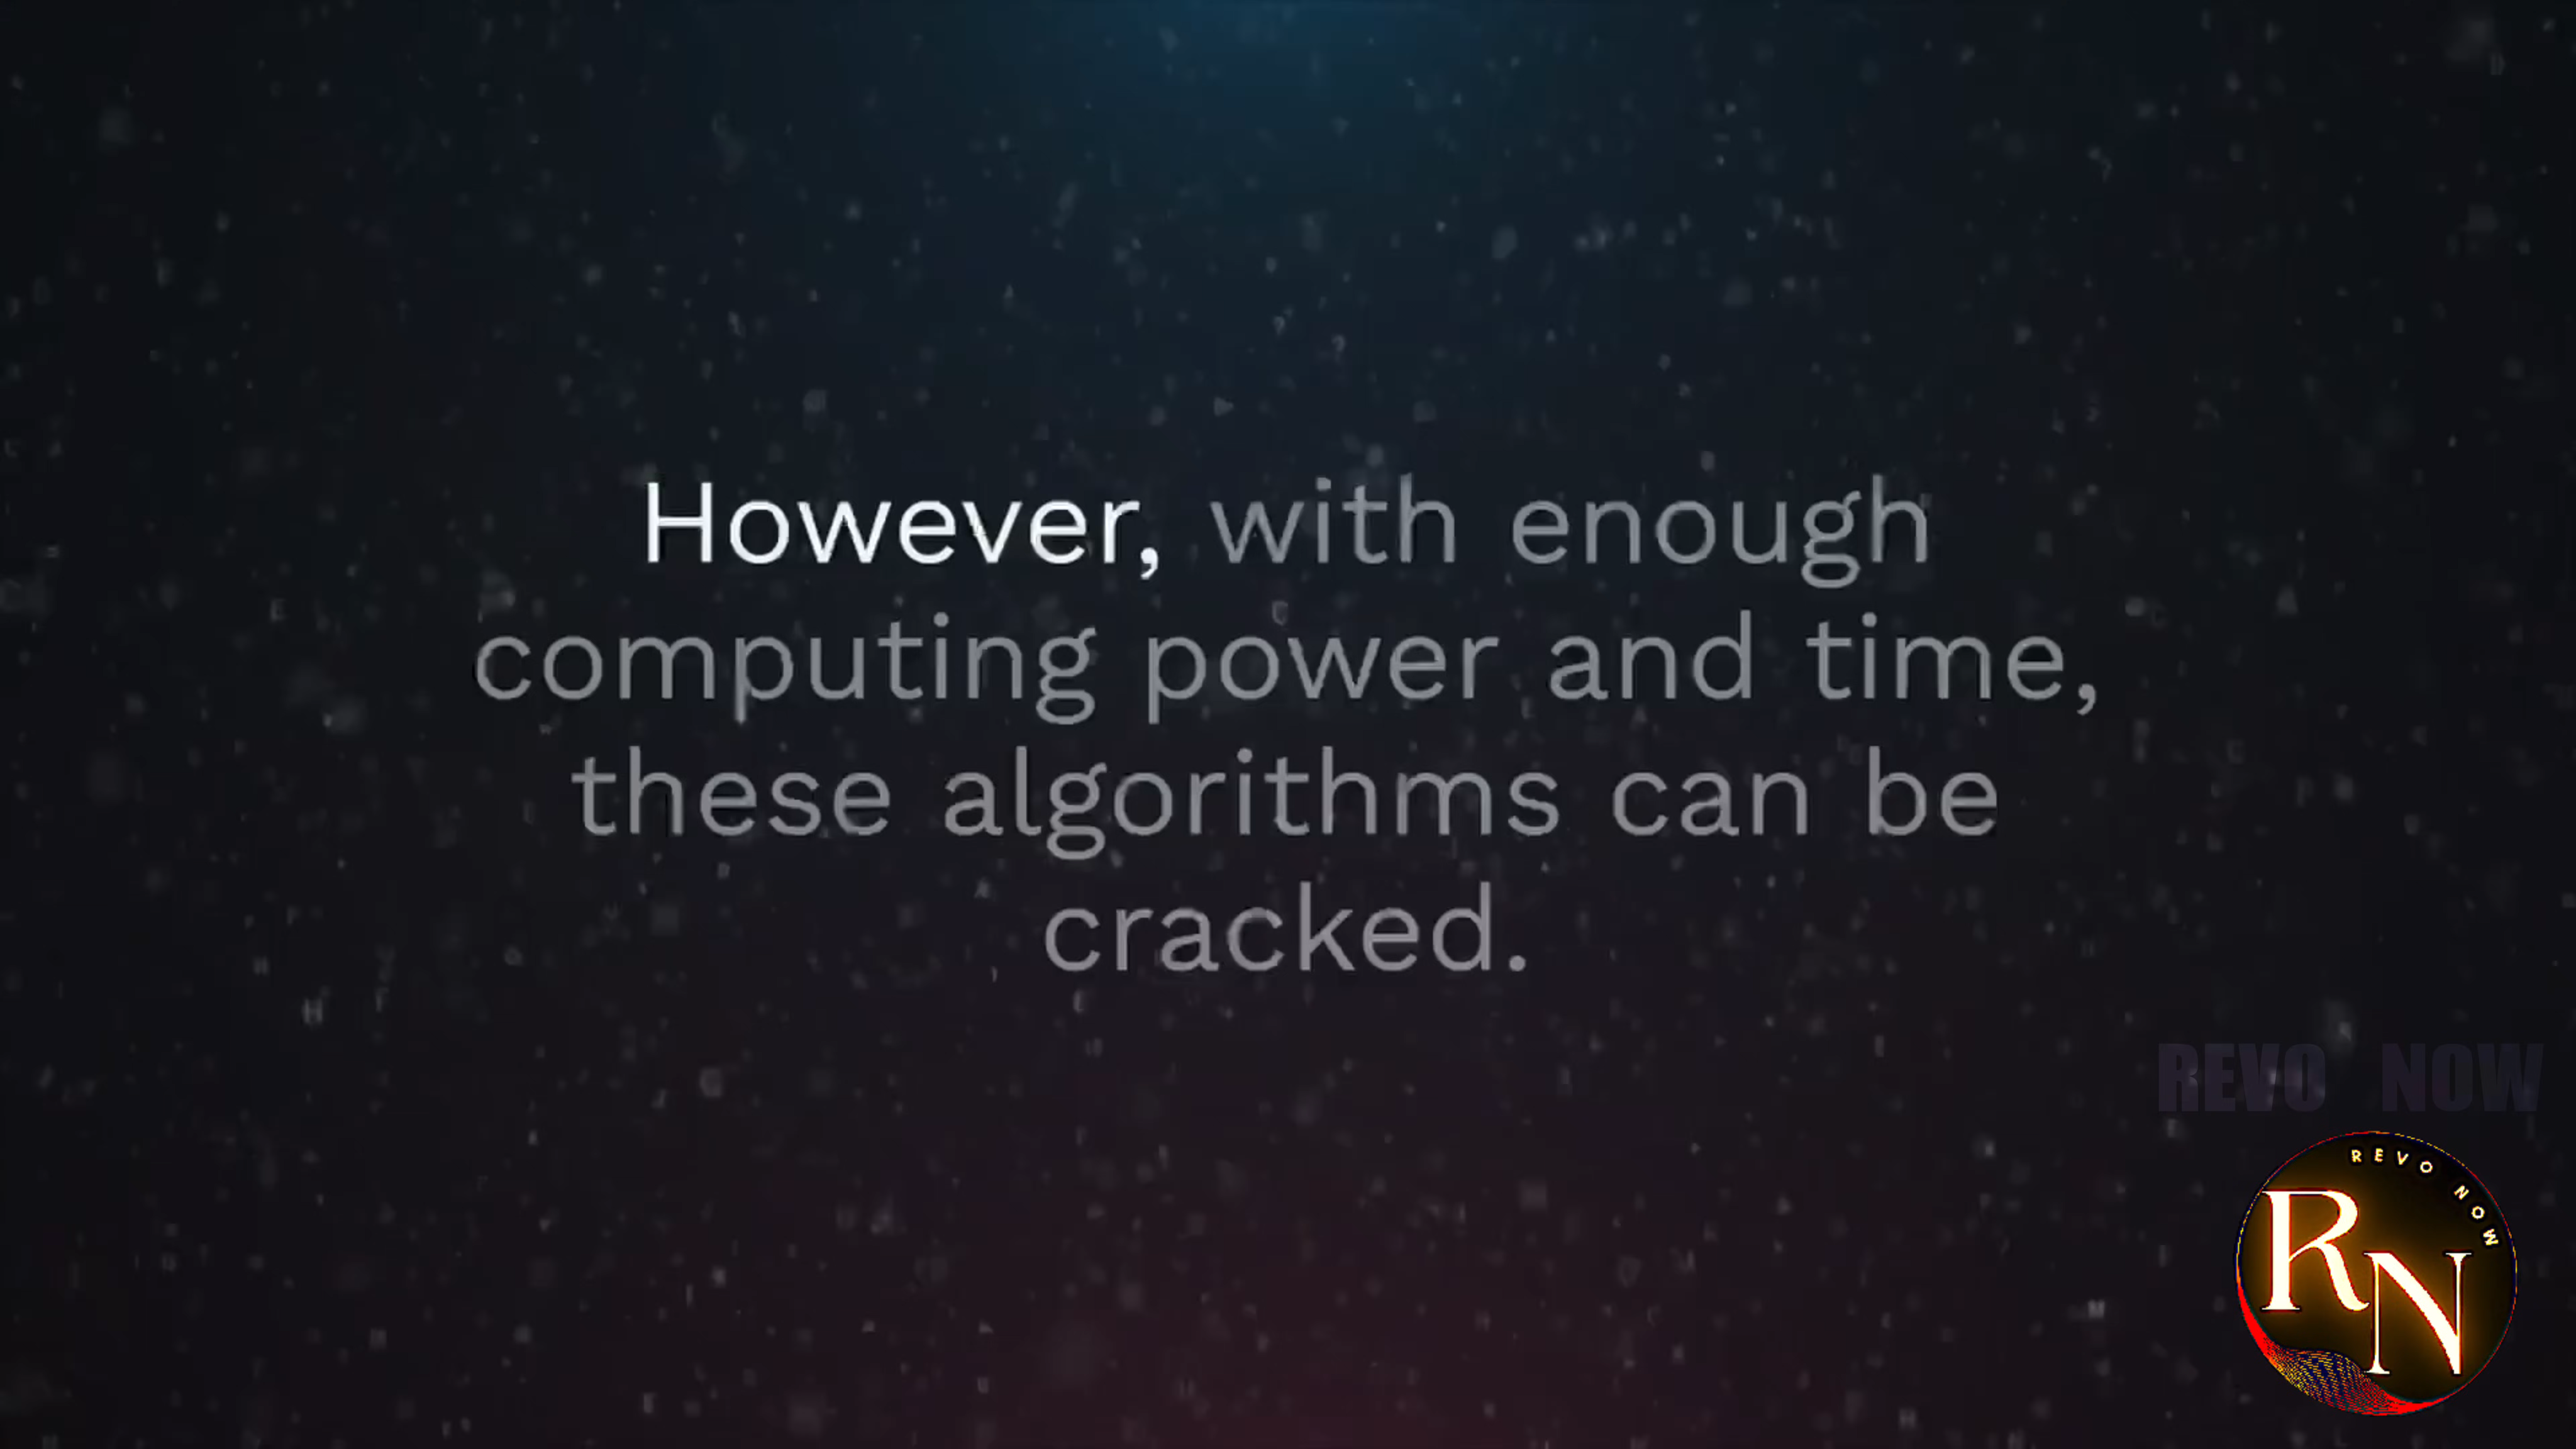 However, with enough
computing power and time,
these algorithms can be
cracked.
REVO NOW
REVO NOW
RN